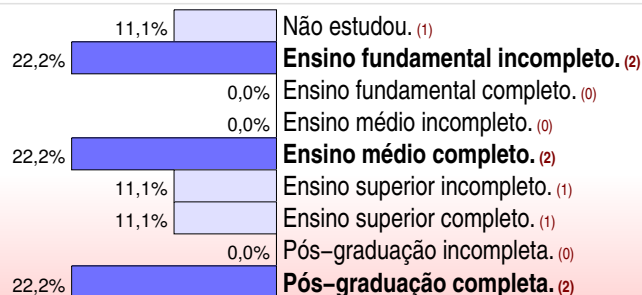 11,1% Não estudou. (1)
22,2% Ensino fundamental incompleto. (2)
0,0% Ensino fundamental completo. (0)
0,0% Ensino médio incompleto. (0)
22,2% Ensino médio completo. (2)
11,1% Ensino superior incompleto. (1)
11,1% Ensino superior completo. (1)
0,0% Pós−graduação incompleta. (0)
22,2% Pós−graduação completa. (2)